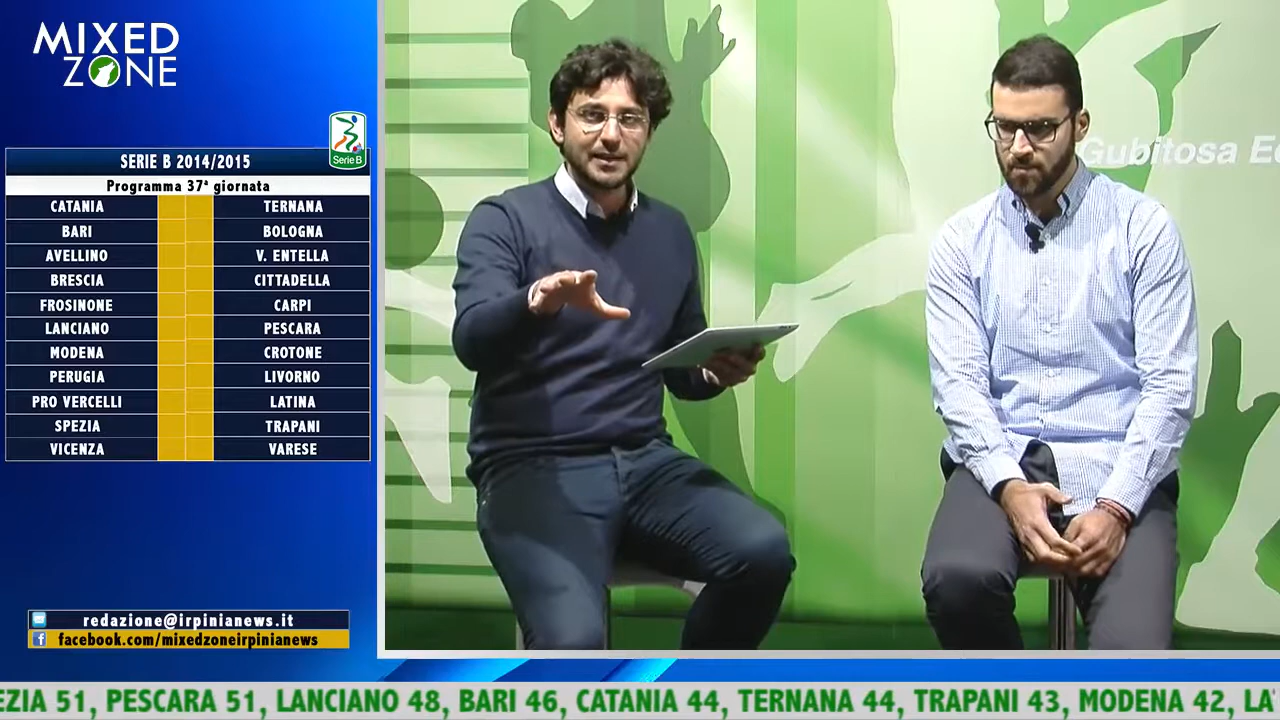 MIXED
ZONE
Serie B
SERIE B 2014/2015
Programma 37ª giornata
CATANIA TERNANA
BARI BOLOGNA
AVELLINO V. ENTELLA
BRESCIA CITTADELLA
FROSINONE CARPI
LANCIANO PESCARA
MODENA CROTONE
PERUGIA LIVORNO
PRO VERCELLI LATINA
SPEZIA TRAPANI
VICENZA VARESE
Gubitosa
redazione@irpinianews.it
facebook.com/mixedzoneirpinianews
EZIA 51, PESCARA 51, LANCIANO 48, BARI 46, CATANIA 44, TERNANA 44, TRAPANI 43, MODENA 42, LA